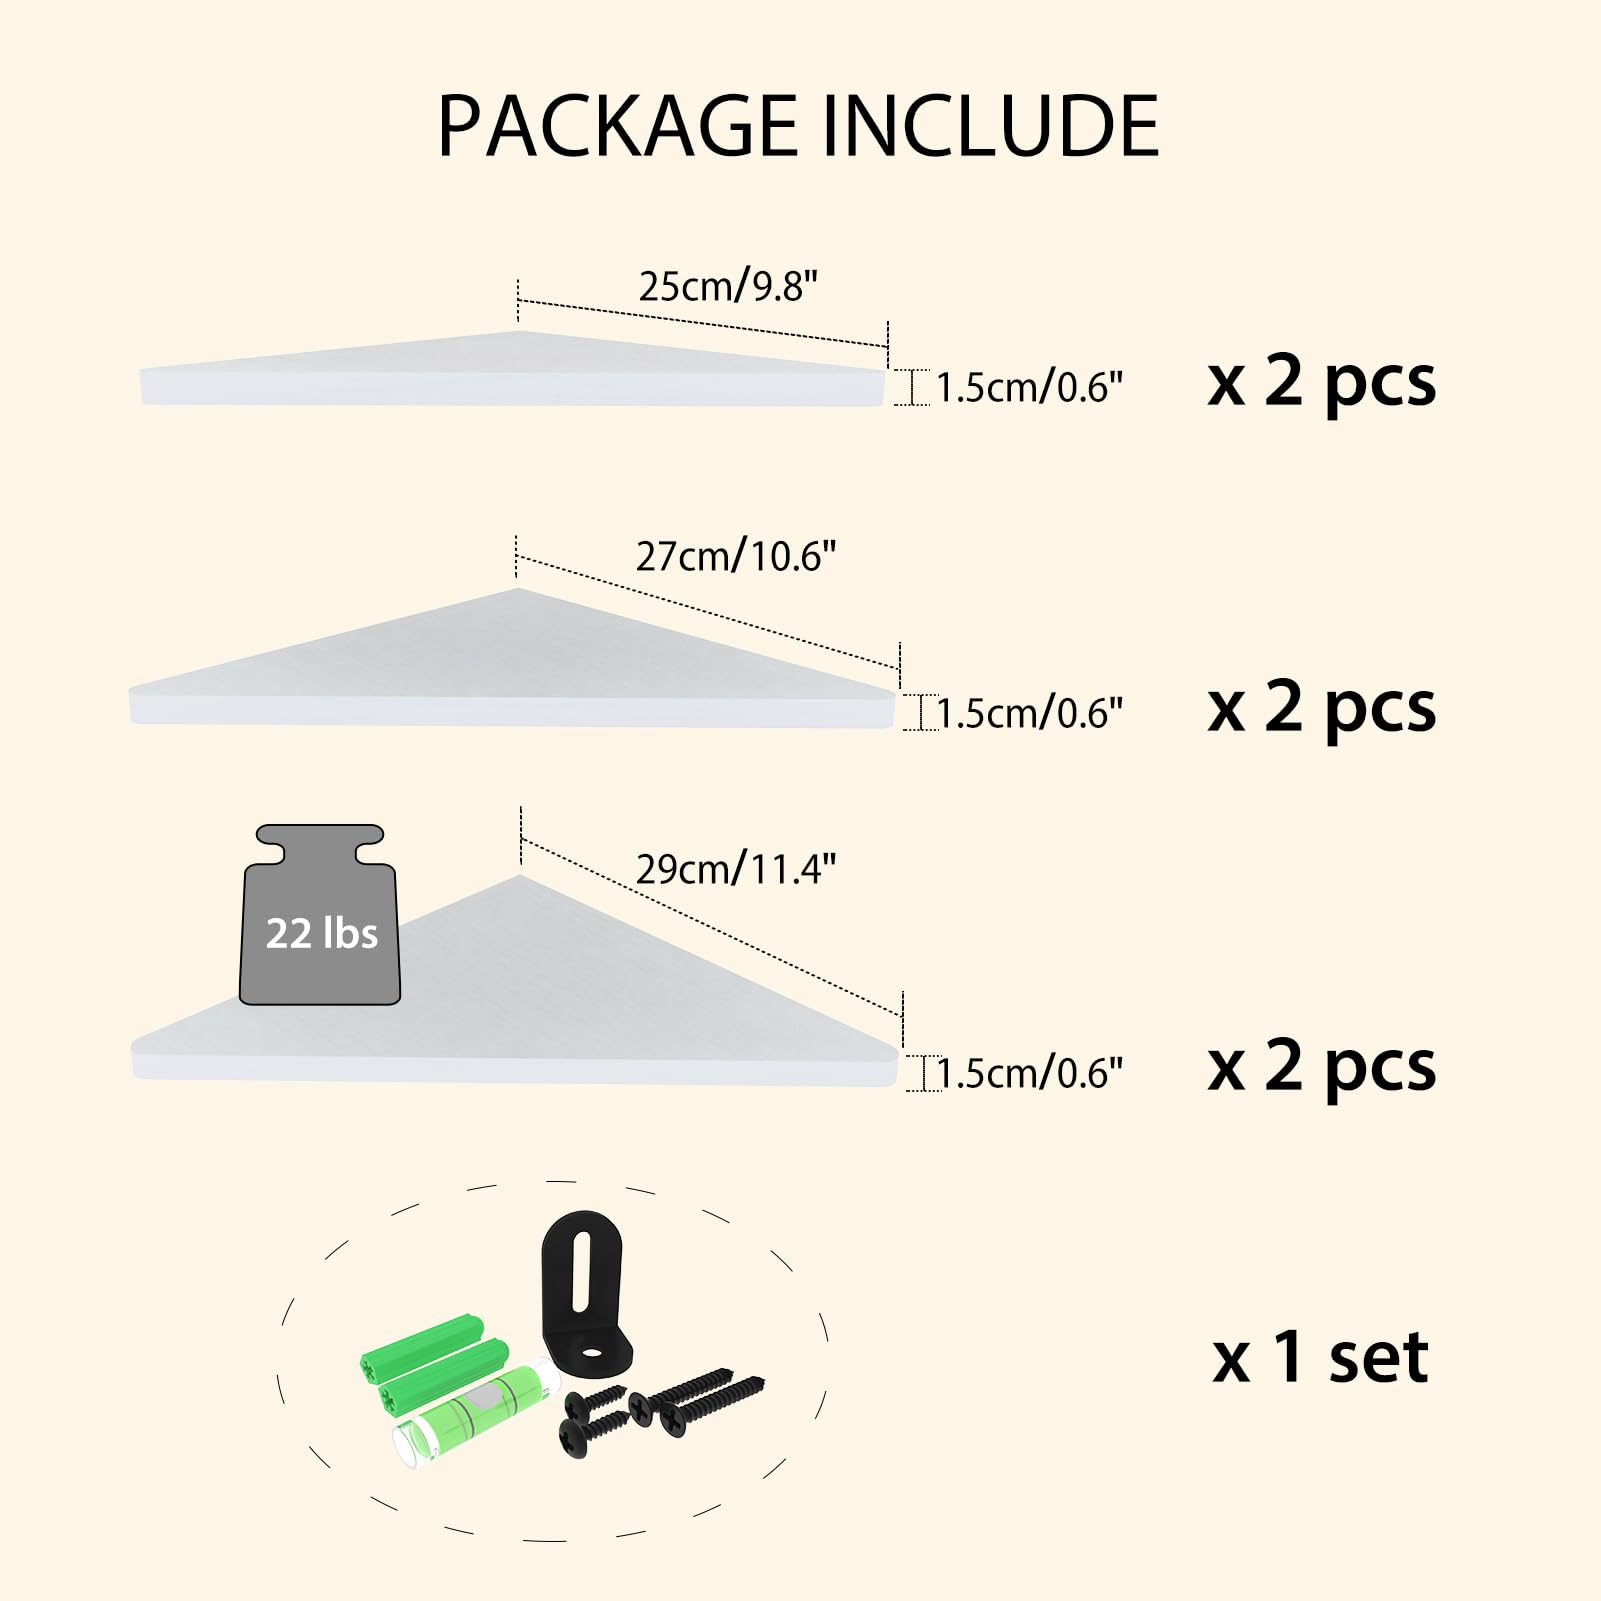 PACKAGE INCLUDE
25cm/9.8"
1.5cm/0.6"
x 2 pcs
27cm/10.6"
1.5cm/0.6"
x 2 pcs
29cm/11.4"
22 lbs
1.5cm/0.6"
x 2 pcs
x 1 set